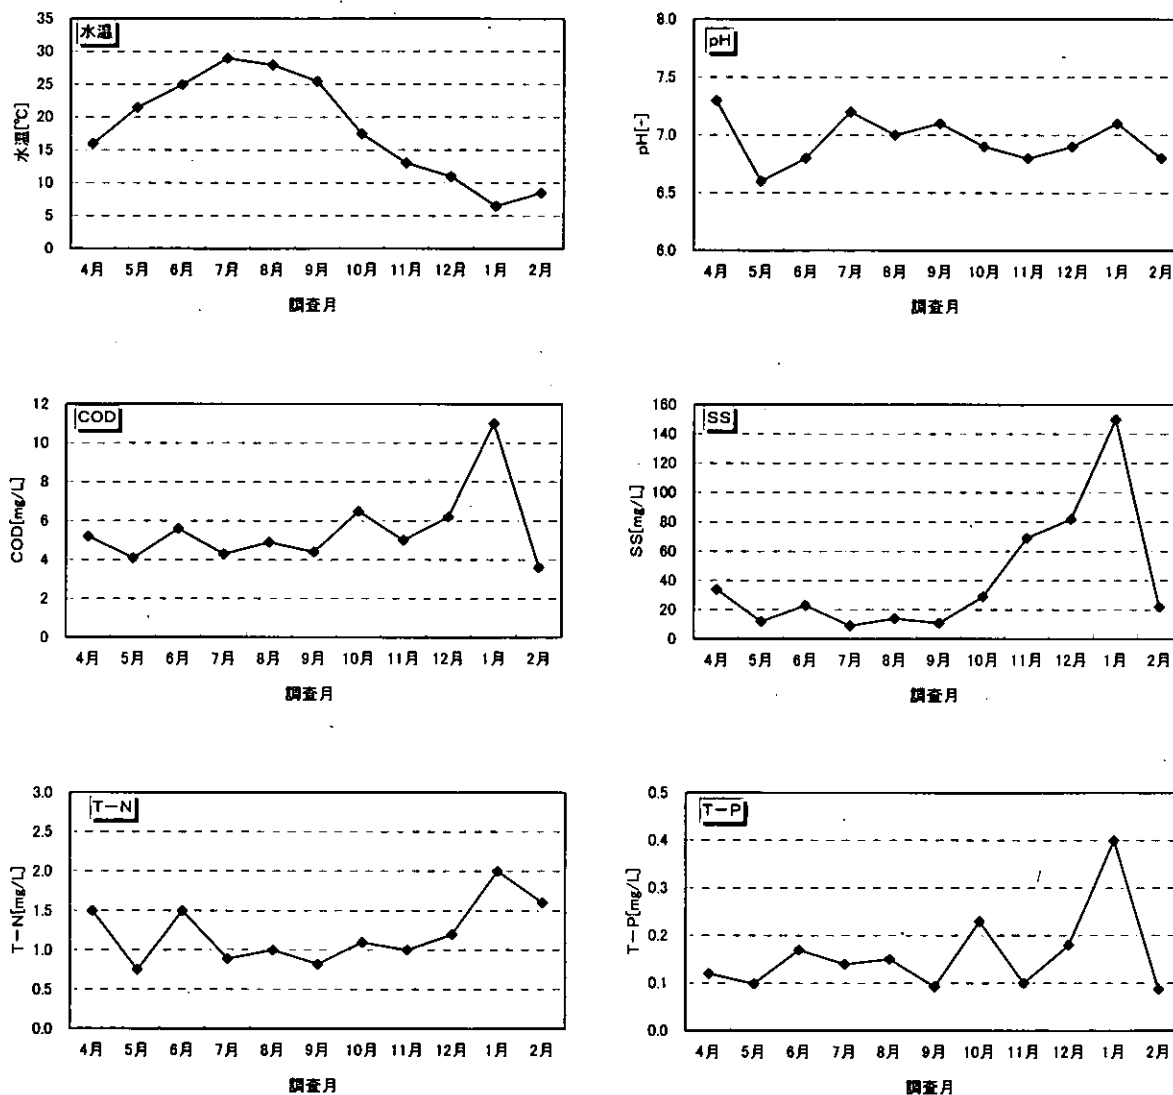 水温
35
30
25
20
15
10
5
0
水温[℃]
4月 5月 6月 7月 8月 9月 10月 11月 12月 1月 2月
調査月
pH
8.0
7.5
7.0
6.5
6.0
pH[-]
4月 5月 6月 7月 8月 9月 10月 11月 12月 1月 2月
調査月
COD
12
10
8
6
4
2
0
COD[mg/L]
4月 5月 6月 7月 8月 9月 10月 11月 12月 1月 2月
調査月
SS
160
140
120
100
80
60
40
20
0
SS[mg/L]
4月 5月 6月 7月 8月 9月 10月 11月 12月 1月 2月
調査月
T-N
3.0
2.5
2.0
1.5
1.0
0.5
0.0
T-N[mg/L]
4月 5月 6月 7月 8月 9月 10月 11月 12月 1月 2月
調査月
T-P
0.5
0.4
0.3
0.2
0.1
0.0
T-P[mg/L]
4月 5月 6月 7月 8月 9月 10月 11月 12月 1月 2月
調査月